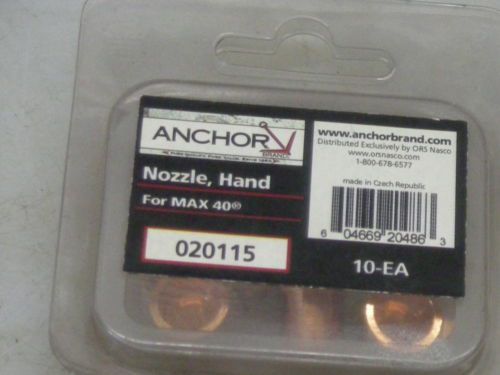 ANCHOR
BRAND
Nozzle, Hand
For MAX 40®
020115
www.anchorbrand.com
Distributed Exclusively by ORS Nasco
www.orsnasco.com
1-800-678-6577
made in Czech Republic
6 04669 20486 3
10-EA